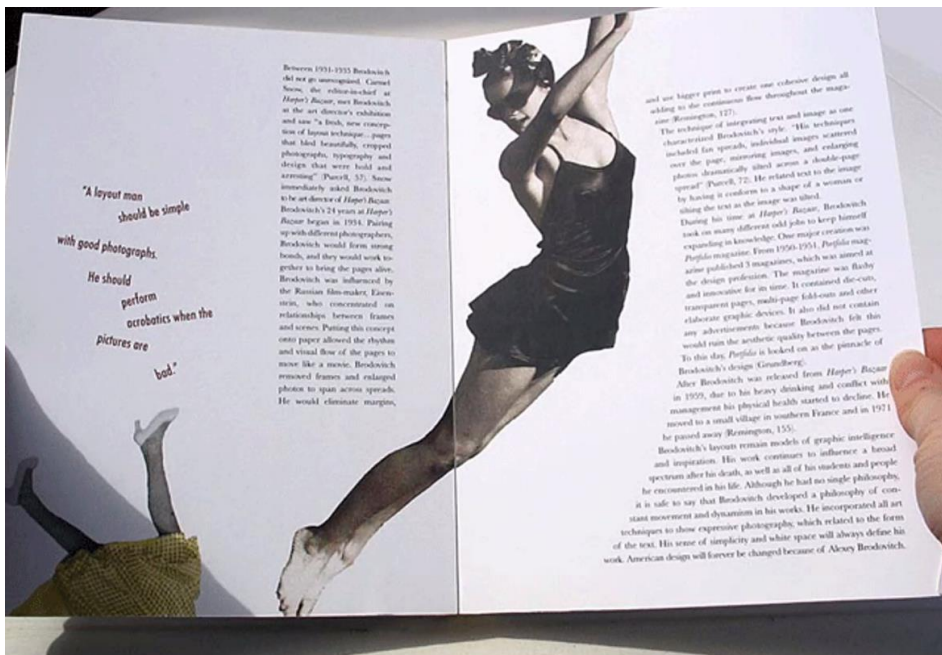 "A layout man
should be simple
with good photographs.
He should
perform
acrobatics when the
pictures are
bad."
Between 1931-1933 Brodovitch
did not go unrecognized. Carmel
Snow, the editor-in-chief at
Harper's Bazaar, met Brodovitch
at the art director's exhibition
and saw "a fresh, new concep-
tion of layout technique...pages
that bled beautifully, cropped
photographs, typography and
design that were bold and
arresting" (Purcell, 57). Snow
immediately asked Brodovitch
to be art director of Harper's Bazaar.
Brodovitch's 24 years at Harper's
Bazaar began in 1934. Pairing
up with different photographers,
Brodovitch would form strong
bonds, and they would work to-
gether to bring the pages alive.
Brodovitch was influenced by
the Russian film-maker, Eisen-
stein, who concentrated on
relationships between frames
and scenes. Putting this concept
onto paper allowed the rhythm
and visual flow of the pages to
move like a movie. Brodovitch
removed frames and enlarged
photos to span across spreads.
He would eliminate margins,
and use bigger print to create one cohesive design all
adding to the continuous flow throughout the maga-
zine (Remington, 127).
The technique of integrating text and image as one
characterized Brodovitch's style. "His techniques
included fan spreads, individual images scattered
over the page, mirroring images, and enlarging
photos dramatically tilted across a double-page
spread" (Purcell, 72). He related text to the image
by having it conform to a shape of a woman or
tilting the text as the image was tilted.
During his time at Harper's Bazaar, Brodovitch
took on many different odd jobs to keep himself
expanding in knowledge. One major creation was
Portfolio magazine. From 1950-1951, Portfolio mag-
azine published 3 magazines, which was aimed at
the design profession. The magazine was flashy
and innovative for its time. It contained die-cuts,
transparent pages, multi-page fold-outs and other
elaborate graphic devices. It also did not contain
any advertisements because Brodovitch felt this
would ruin the aesthetic quality between the pages.
To this day, Portfolio is looked on as the pinnacle of
Brodovitch's design (Grundberg).
After Brodovitch was released from Harper's Bazaar
in 1959, due to his heavy drinking and conflict with
management his physical health started to decline. He
moved to a small village in southern France and in 1971
he passed away (Remington, 155).
Brodovitch's layouts remain models of graphic intelligence
and inspiration. His work continues to influence a broad
spectrum after his death, as well as all of his students and people
he encountered in his life. Although he had no single philosophy,
it is safe to say that Brodovitch developed a philosophy of con-
stant movement and dynamism in his works. He incorporated all art
techniques to show expressive photography, which related to the form
of the text. His sense of simplicity and white space will always define his
work. American design will forever be changed because of Alexey Brodovitch.